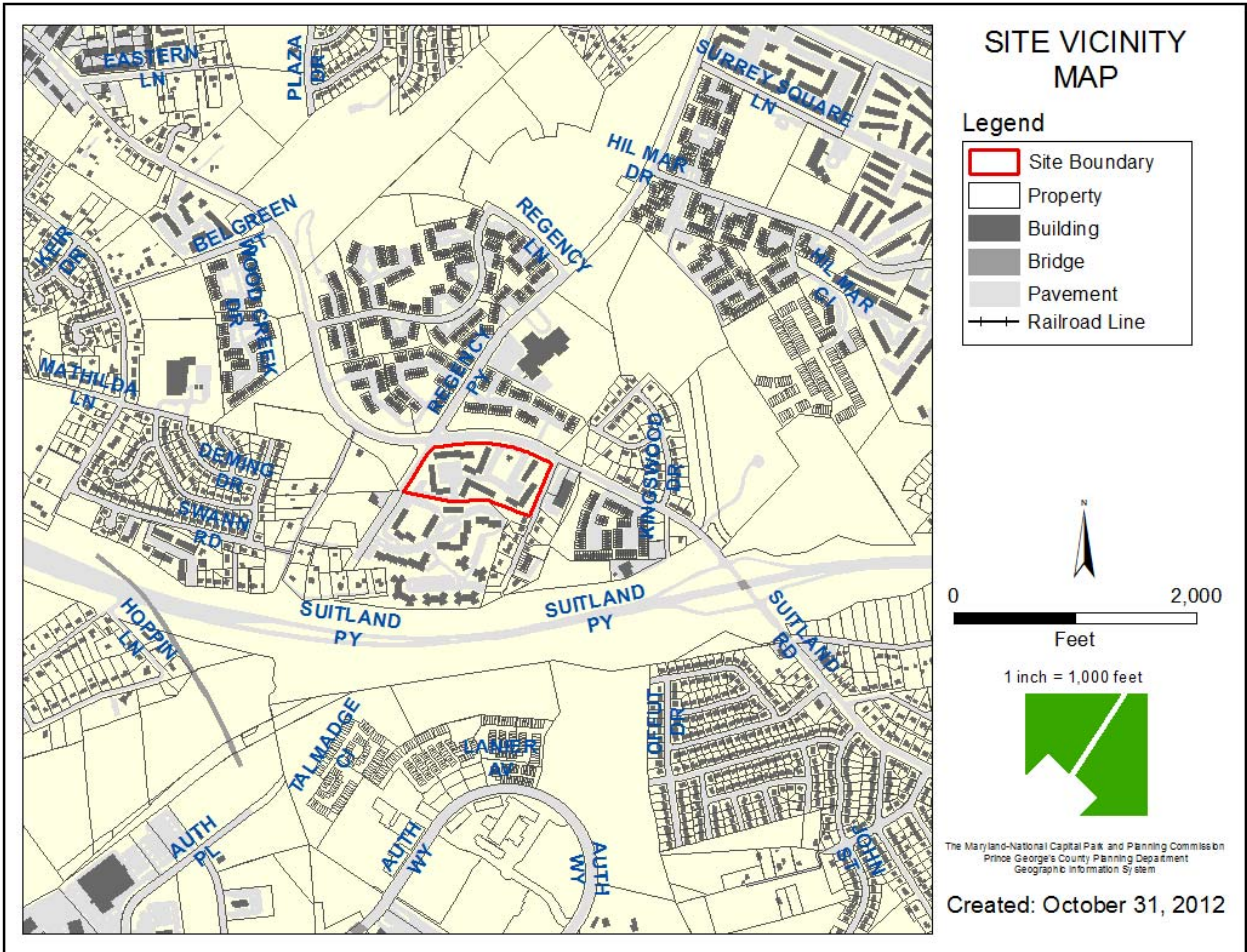 SITE VICINITY
MAP
Legend
Site Boundary
Property
Building
Bridge
Pavement
Railroad Line
N
0 2,000
Feet
1 inch = 1,000 feet
The Maryland-National Capital Park and Planning Commission
Prince George's County Planning Department
Geographic Information System
Created: October 31, 2012
EASTERN
LN
PLAZA
DR
SURREY SQUARE
LN
HIL MAR
DR
REGENCY
LN
BELGREEN
ST
KEIR
DR
WOOD CREEK
DR
HIL MAR
CI
REGENCY
PY
MATHILDA
LN
DEMING
DR
KINGSWOOD
DR
SWANN
RD
SUITLAND
PY
SUITLAND
PY
HOPPIN
LN
SUITLAND
RD
OFFUT
DR
TALMADGE
CI
LANIER
AV
AUTH
PL
AUTH
WY
AUTH
WY
JOHN
ST